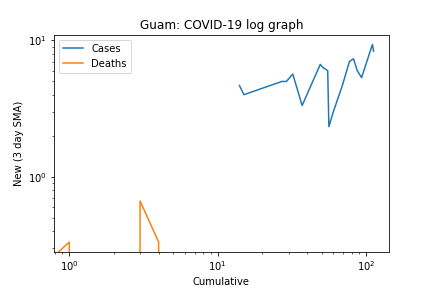 Guam: COVID-19 log graph
Cases
Deaths
New (3 day SMA)
10¹
10⁰
10⁰
10¹
10²
Cumulative